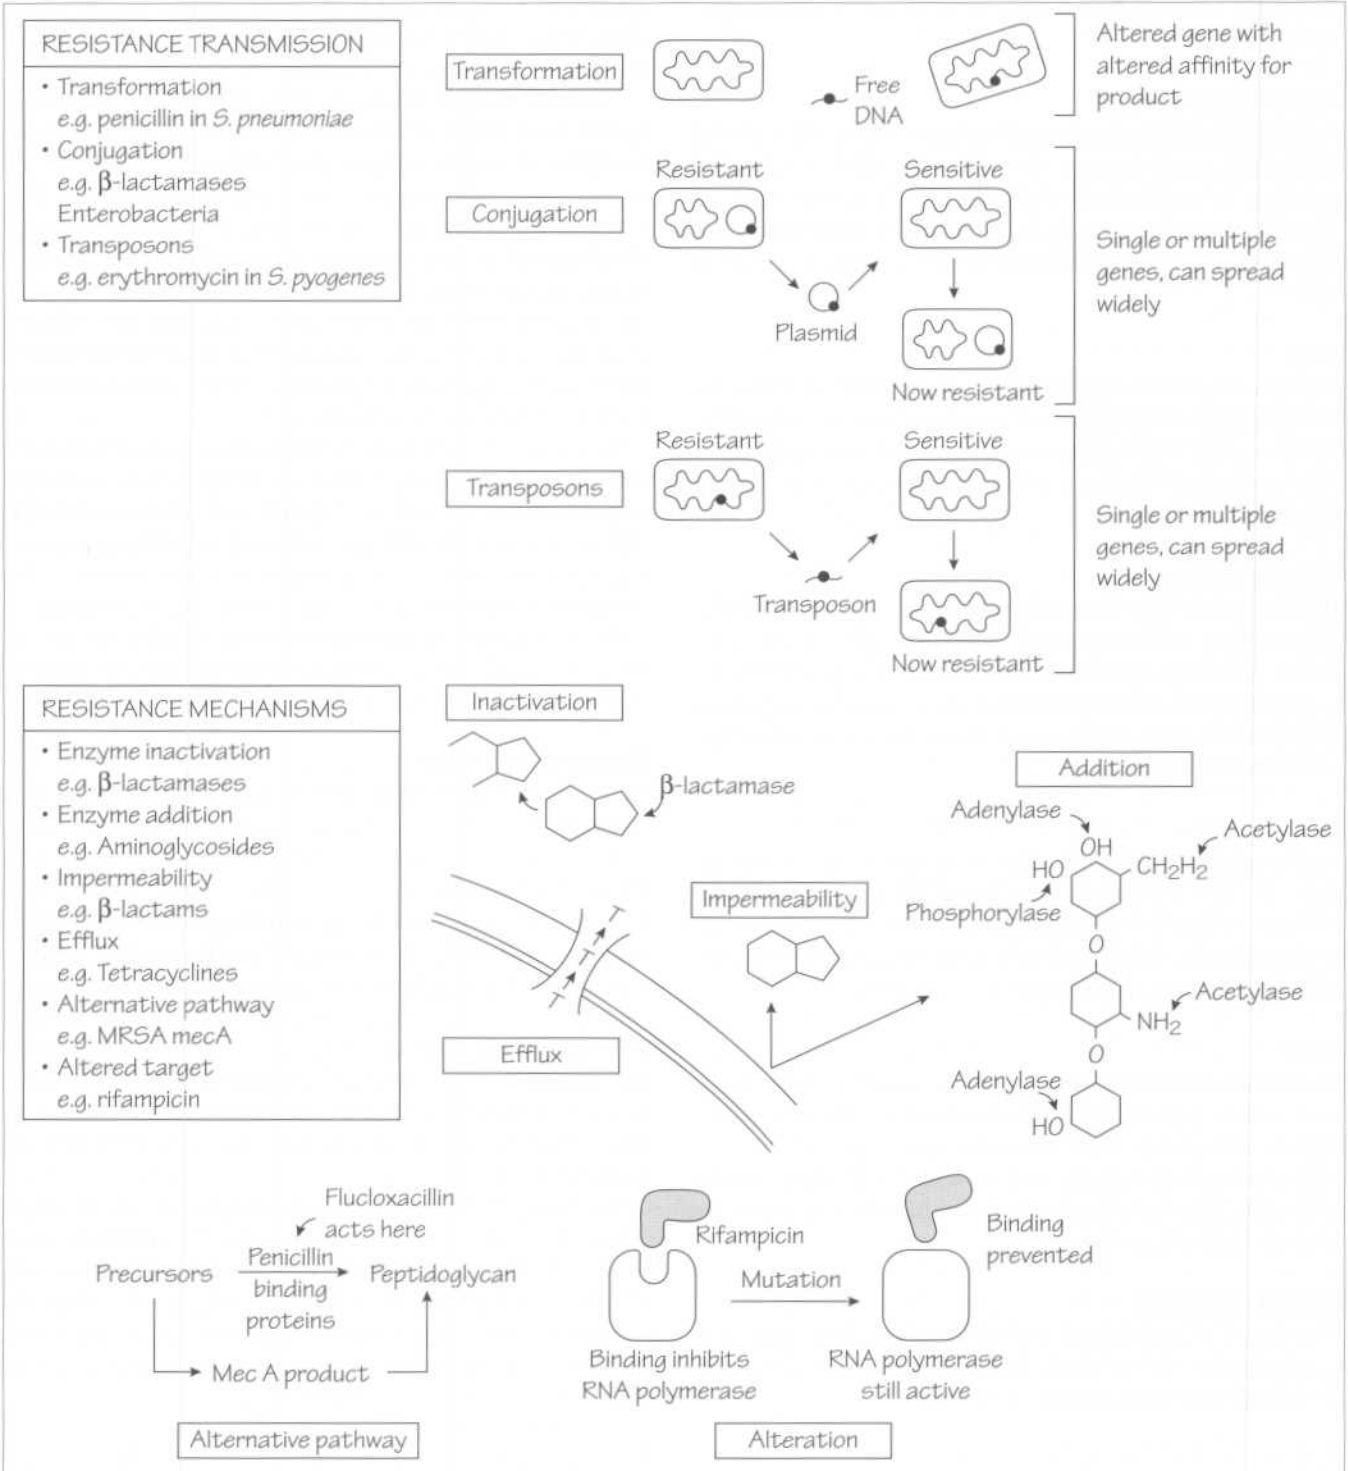 RESISTANCE TRANSMISSION
• Transformation
e.g. penicillin in S. pneumoniae
• Conjugation
e.g. β-lactamases
Enterobacteria
• Transposons
e.g. erythromycin in S. pyogenes
Transformation
Free
DNA
Altered gene with
altered affinity for
product
Conjugation
Resistant
Sensitive
Plasmid
Now resistant
Single or multiple
genes, can spread
widely
Transposons
Resistant
Sensitive
Transposon
Now resistant
Single or multiple
genes, can spread
widely
RESISTANCE MECHANISMS
• Enzyme inactivation
e.g. β-lactamases
• Enzyme addition
e.g. Aminoglycosides
• Impermeability
e.g. β-lactams
• Efflux
e.g. Tetracyclines
• Alternative pathway
e.g. MRSA mecA
• Altered target
e.g. rifampicin
Inactivation
β-lactamase
Impermeability
Efflux
T
T
T
Addition
Adenylase
OH
Acetylase
HO
CH2H2
Phosphorylase
O
Acetylase
NH2
O
Adenylase
HO
Flucloxacillin
acts here
Precursors
Penicillin
binding
proteins
Peptidoglycan
Mec A product
Alternative pathway
Rifampicin
Mutation
Binding
prevented
Binding inhibits
RNA polymerase
RNA polymerase
still active
Alteration